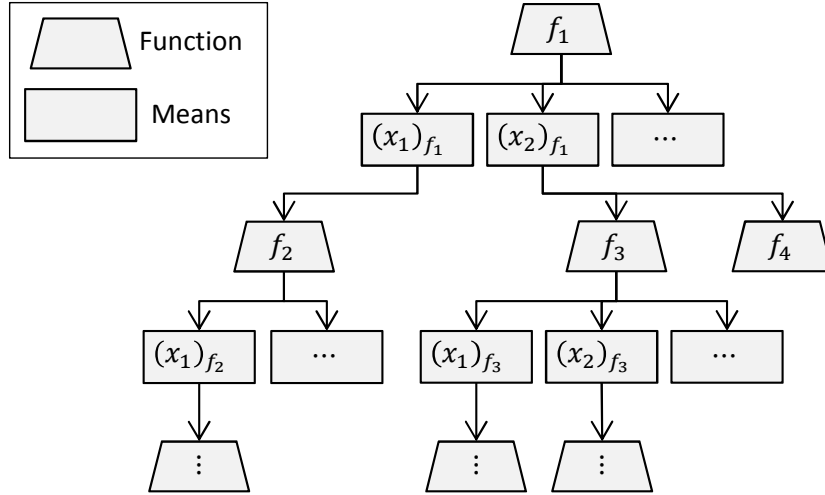 Function
Means
f₁
(x₁)f₁ (x₂)f₁ ...
f₂ f₃ f₄
(x₁)f₂ ... (x₁)f₃ (x₂)f₃ ...
⋮ ⋮ ⋮